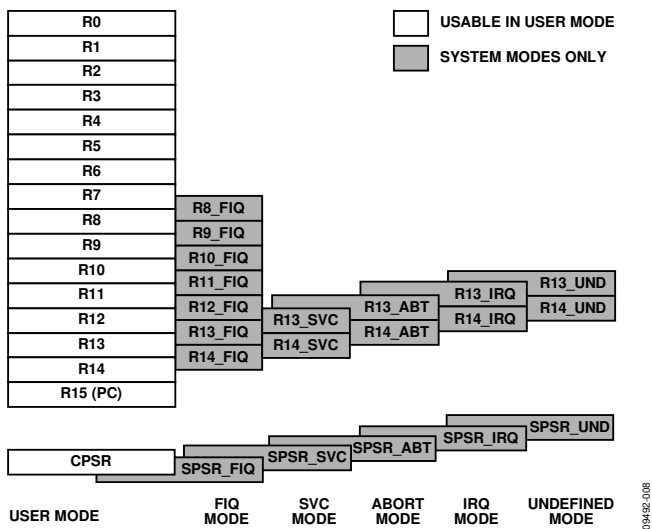 R0
R1
R2
R3
R4
R5
R6
R7
R8
R9
R10
R11
R12
R13
R14
R15 (PC)
USABLE IN USER MODE
SYSTEM MODES ONLY
R8_FIQ
R9_FIQ
R10_FIQ
R11_FIQ
R12_FIQ
R13_FIQ
R14_FIQ
R13_SVC
R14_SVC
R13_ABT
R14_ABT
R13_IRQ
R14_IRQ
R13_UND
R14_UND
CPSR
SPSR_FIQ
SPSR_SVC
SPSR_ABT
SPSR_IRQ
SPSR_UND
USER MODE
FIQ
MODE
SVC
MODE
ABORT
MODE
IRQ
MODE
UNDEFINED
MODE
09492-008